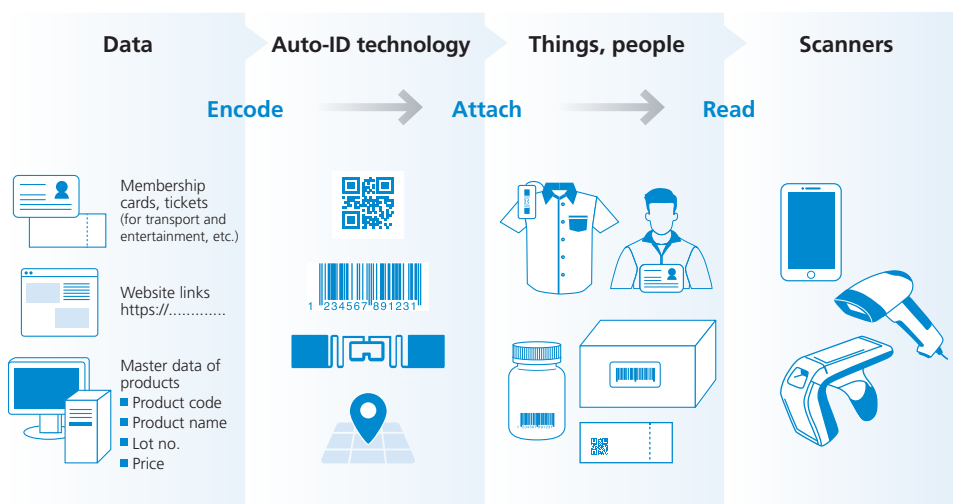 Data
Auto-ID technology
Things, people
Scanners
Encode
Attach
Read
Membership
cards, tickets
(for transport and
entertainment, etc.)
Website links
https://.............
Master data of
products
Product code
Product name
Lot no.
Price
1 234567 891231